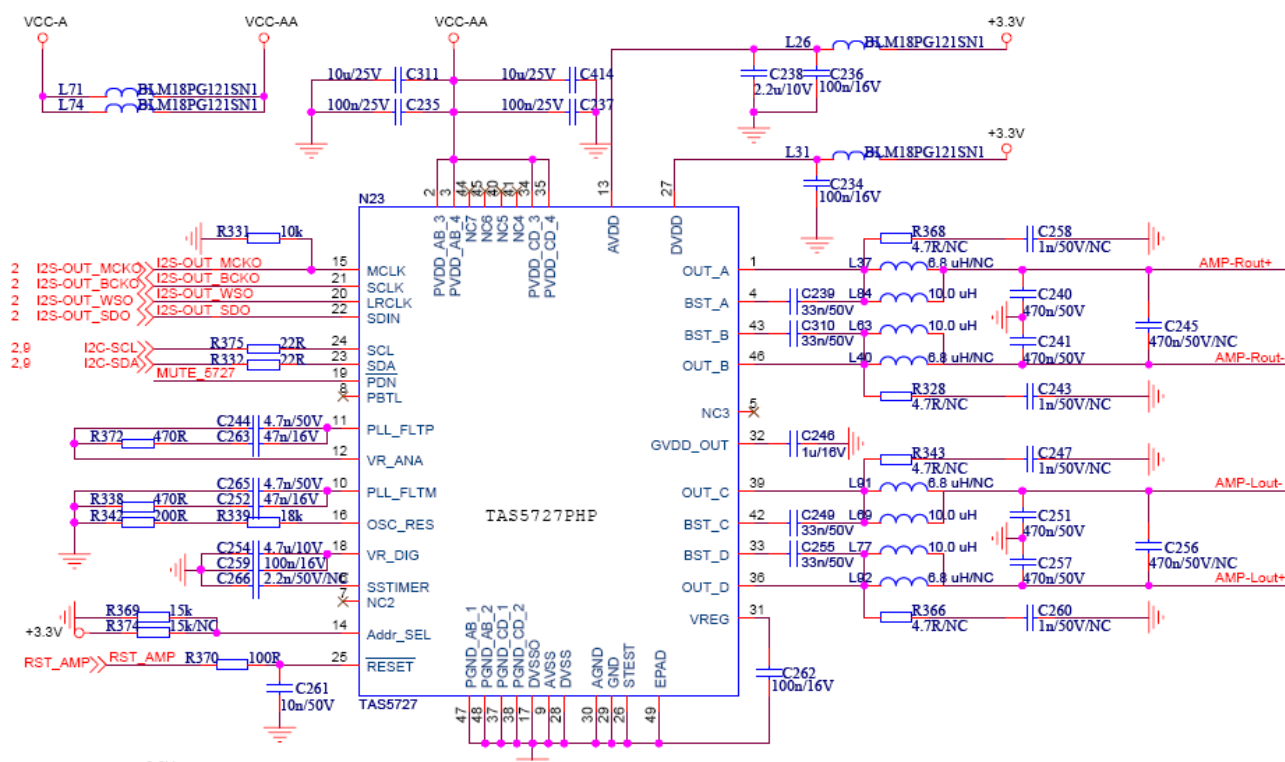 VCC-A VCC-AA VCC-AA +3.3V
L26 BLM18PG121SN1
10u/25V C311 10u/25V C414
C238 2.2u/10V C236 100n/16V
L71 BLM18PG121SN1
L74 BLM18PG121SN1
100n/25V C235 100n/25V C237
+3.3V
L31 BLM18PG121SN1
C234 100n/16V
N23
2 3 44 45 40 41 34 35 13 27
PVDD_AB_3 PVDD_AB_4 NC7 NC6 NC5 NC4 PVDD_CD_3 PVDD_CD_4 AVDD DVDD
R331 10k
R368 4.7R/NC C258 1n/50V/NC
2 I2S-OUT_MCKO I2S-OUT_MCKO 15 MCLK
OUT_A 1 L37 6.8 uH/NC AMP-Rout+
2 I2S-OUT_BCKO I2S-OUT_BCKO 21 SCLK
2 I2S-OUT_WSO I2S-OUT_WSO 20 LRCLK
BST_A 4 C239 33n/50V L84 10.0 uH C240 470n/50V
2 I2S-OUT_SDO I2S-OUT_SDO 22 SDIN
BST_B 43 C310 33n/50V L63 10.0 uH C241 470n/50V C245 470n/50V/NC
2,9 I2C-SCL R375 22R 24 SCL
2,9 I2C-SDA R332 22R 23 SDA
OUT_B 46 L40 6.8 uH/NC AMP-Rout-
MUTE_5727 19 PDN
8 PBTL
R328 4.7R/NC C243 1n/50V/NC
NC3 5
C244 4.7n/50V 11 PLL_FLTP
R372 470R C263 47n/16V
GVDD_OUT 32 C246 1u/16V
12 VR_ANA
R343 4.7R/NC C247 1n/50V/NC
C265 4.7n/50V 10 PLL_FLTM
OUT_C 39 L91 6.8 uH/NC AMP-Lout-
R338 470R C252 47n/16V
R342 200R R339 18k 16 OSC_RES
TAS5727PHP
BST_C 42 C249 33n/50V L69 10.0 uH C251 470n/50V
C254 4.7u/10V 18 VR_DIG
BST_D 33 C255 33n/50V L77 10.0 uH C257 470n/50V C256 470n/50V/NC
C259 100n/16V
C266 2.2n/50V/NC 6 SSTIMER
OUT_D 36 L92 6.8 uH/NC AMP-Lout+
7 NC2
R369 15k
R366 4.7R/NC C260 1n/50V/NC
+3.3V R374 15k/NC 14 Addr_SEL
VREG 31
RST_AMP RST_AMP R370 100R 25 RESET
C261 10n/50V
C262 100n/16V
PGND_AB_1 PGND_AB_2 PGND_CD_1 PGND_CD_2 DVSSO AVSS DVSS AGND GND STEST EPAD
TAS5727
47 48 37 38 17 9 28 30 29 26 49